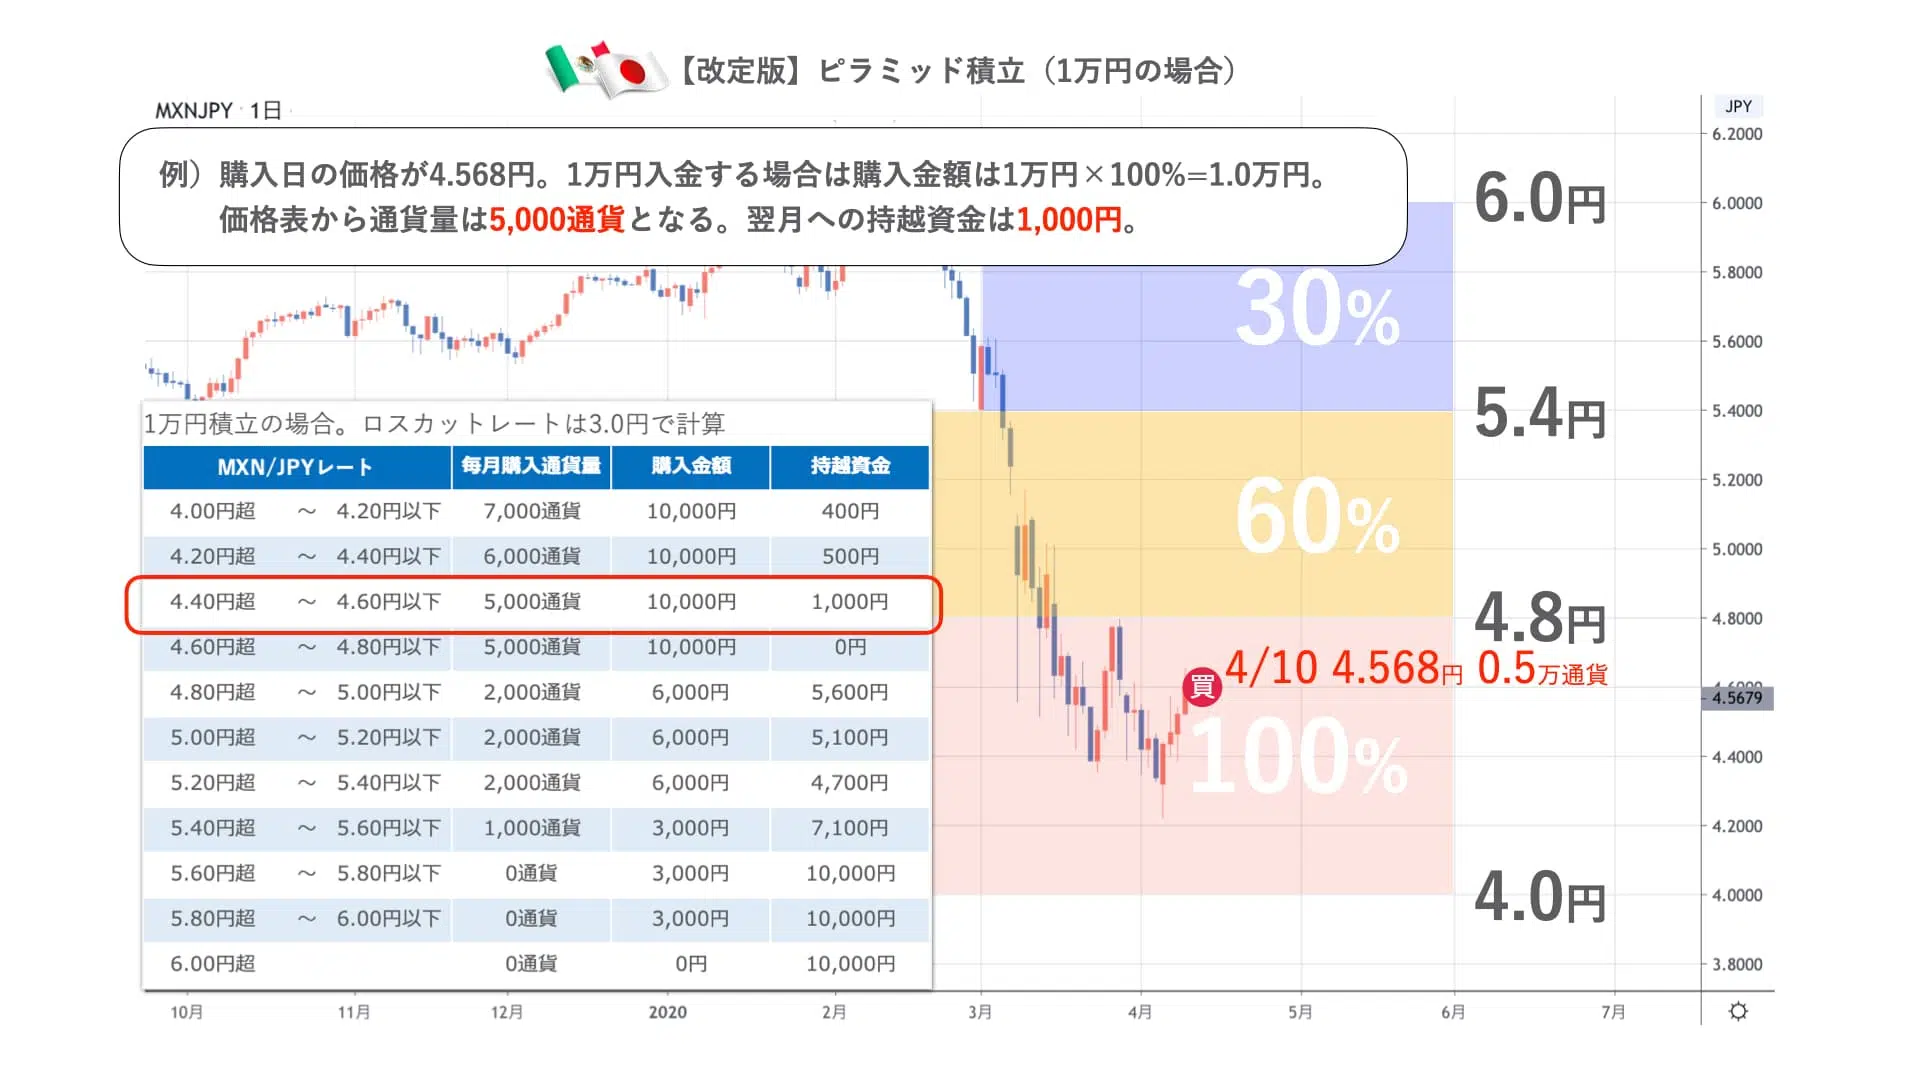 【改定版】ピラミッド積立（1万円の場合）
MXNJPY · 1日
JPY
例）購入日の価格が4.568円。1万円入金する場合は購入金額は1万円×100%=1.0万円。
価格表から通貨量は5,000通貨となる。翌月への持越資金は1,000円。
6.2000
6.0000
5.8000
5.6000
5.4000
5.2000
5.0000
4.8000
4.5679
4.4000
4.2000
4.0000
3.8000
6.0円
30%
5.4円
60%
4.8円
買 4/10 4.568円 0.5万通貨
100%
4.0円
1万円積立の場合。ロスカットレートは3.0円で計算
MXN/JPYレート 毎月購入通貨量 購入金額 持越資金
4.00円超 ～ 4.20円以下 7,000通貨 10,000円 400円
4.20円超 ～ 4.40円以下 6,000通貨 10,000円 500円
4.40円超 ～ 4.60円以下 5,000通貨 10,000円 1,000円
4.60円超 ～ 4.80円以下 5,000通貨 10,000円 0円
4.80円超 ～ 5.00円以下 2,000通貨 6,000円 5,600円
5.00円超 ～ 5.20円以下 2,000通貨 6,000円 5,100円
5.20円超 ～ 5.40円以下 2,000通貨 6,000円 4,700円
5.40円超 ～ 5.60円以下 1,000通貨 3,000円 7,100円
5.60円超 ～ 5.80円以下 0通貨 3,000円 10,000円
5.80円超 ～ 6.00円以下 0通貨 3,000円 10,000円
6.00円超 0通貨 0円 10,000円
10月 11月 12月 2020 2月 3月 4月 5月 6月 7月